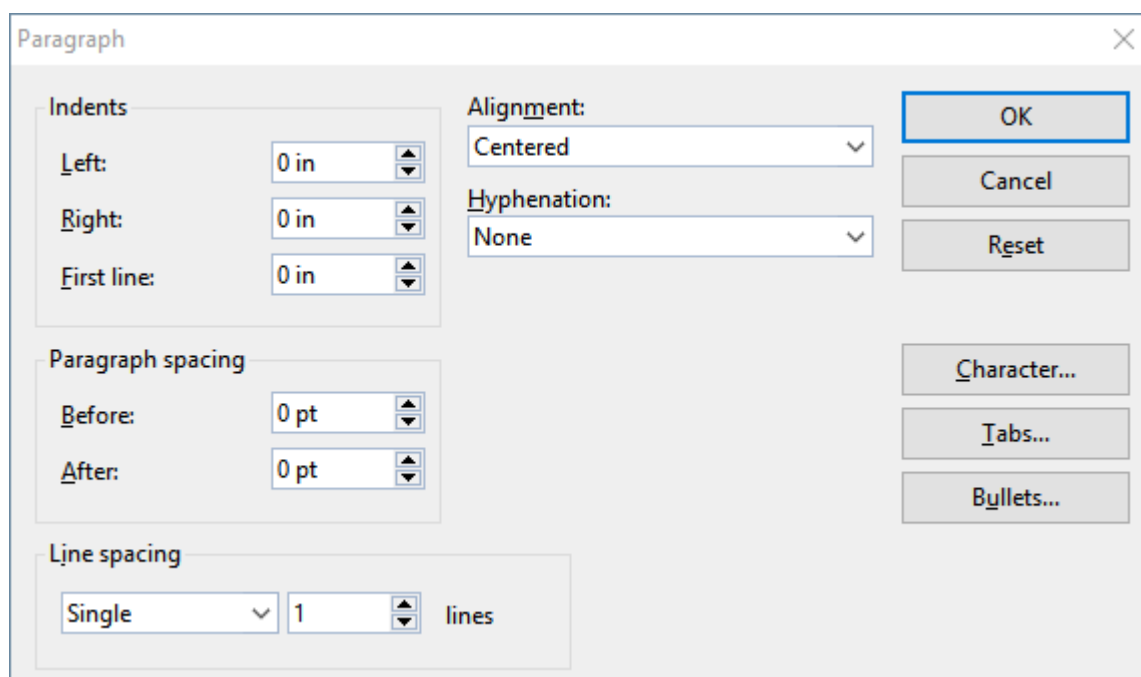 Paragraph
Indents
Left: 0 in
Right: 0 in
First line: 0 in
Alignment:
Centered
Hyphenation:
None
OK
Cancel
Reset
Paragraph spacing
Before: 0 pt
After: 0 pt
Character...
Tabs...
Bullets...
Line spacing
Single 1 lines